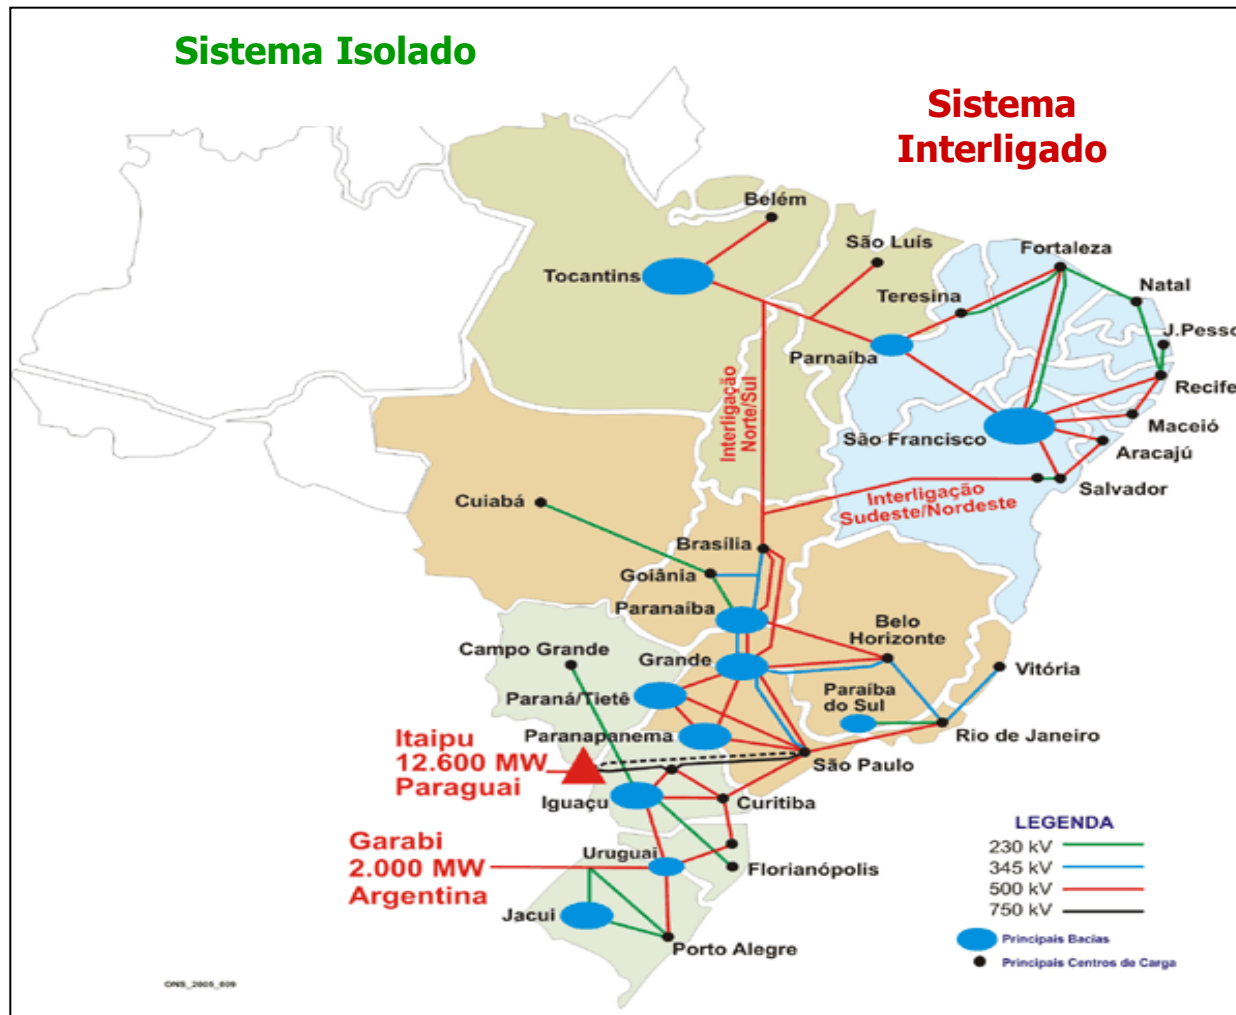 Sistema Isolado
Sistema
Interligado
Belém
São Luís
Fortaleza
Tocantins
Teresina
Natal
J.Pesso
Parnaíba
Recife
Interligação
Norte/Sul
São Francisco
Maceió
Aracajú
Cuiabá
Interligação
Sudeste/Nordeste
Salvador
Brasília
Goiânia
Paranaíba
Belo
Horizonte
Campo Grande
Grande
Vitória
Paraná/Tietê
Paraíba
do Sul
Paranapanema
Rio de Janeiro
Itaipu
12.600 MW
Paraguai
São Paulo
Iguaçu
Curitiba
Garabi
2.000 MW
Argentina
Uruguai
Florianópolis
Jacui
Porto Alegre
LEGENDA
230 kV
345 kV
500 kV
750 kV
Principais Bacias
Principais Centros de Carga
ONS_2005_039